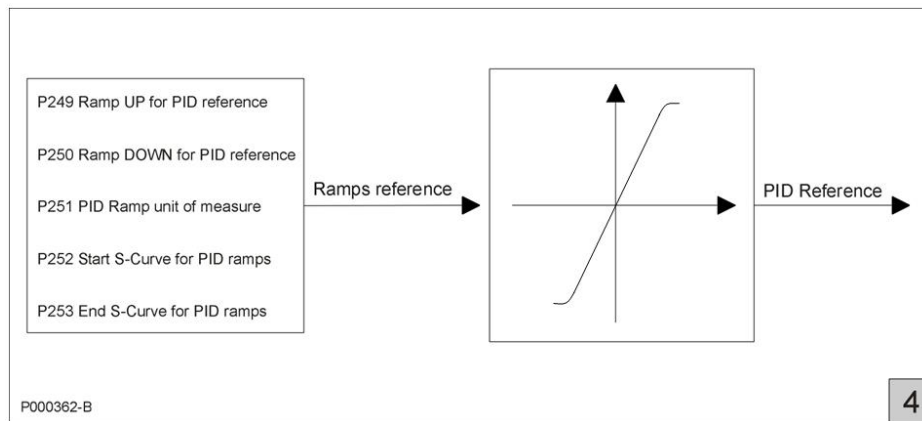 P249 Ramp UP for PID reference
P250 Ramp DOWN for PID reference
P251 PID Ramp unit of measure
P252 Start S-Curve for PID ramps
P253 End S-Curve for PID ramps
Ramps reference
PID Reference
P000362-B
4